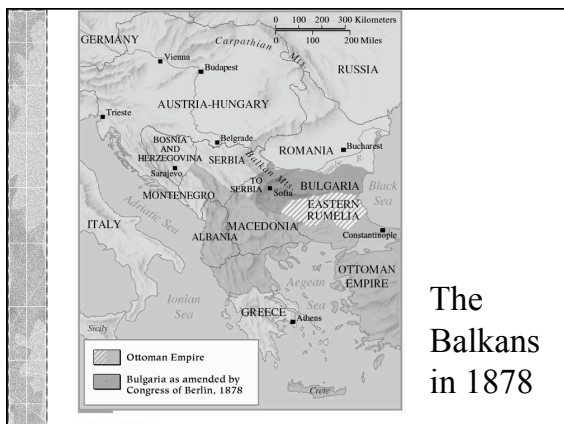 0 100 200 300 Kilometers
0 100 200 Miles
GERMANY
Carpathian Mts.
Vienna
Budapest
RUSSIA
AUSTRIA-HUNGARY
Trieste
BOSNIA
AND
HERZEGOVINA
Belgrade
ROMANIA
Bucharest
SERBIA
Sarajevo
Balkan Mts.
TO
SERBIA
Sofia
BULGARIA
Black
Sea
MONTENEGRO
EASTERN
RUMELIA
Adriatic Sea
ITALY
MACEDONIA
Constantinople
ALBANIA
OTTOMAN
EMPIRE
Aegean
Sea
Ionian
Sea
GREECE
Athens
Sicily
Crete
Ottoman Empire
Bulgaria as amended by
Congress of Berlin, 1878
The
Balkans
in 1878